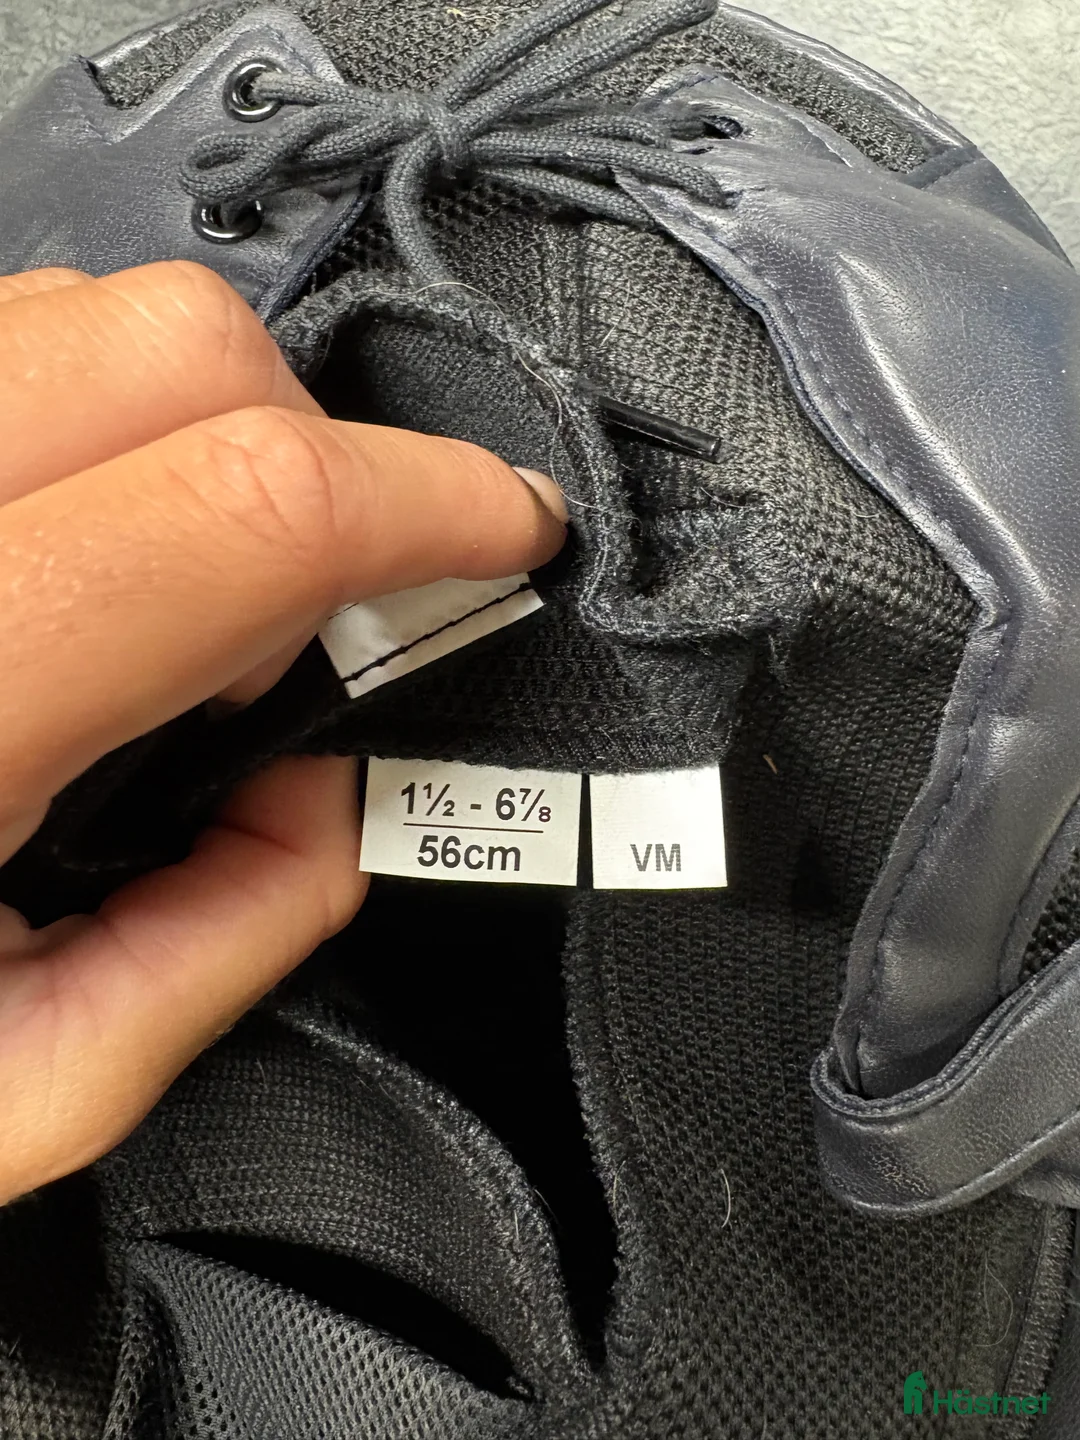 1½ - 6⅞
56cm
VM
Hästnet